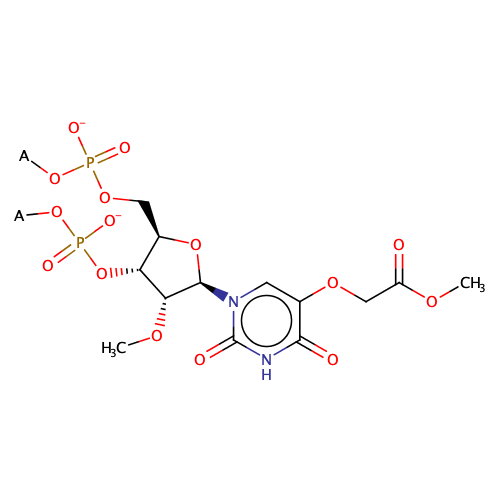 O⁻
A P O
O
O
A O O⁻
P
O O O
O
O CH₃
N O O
H₃C O
O N O
H